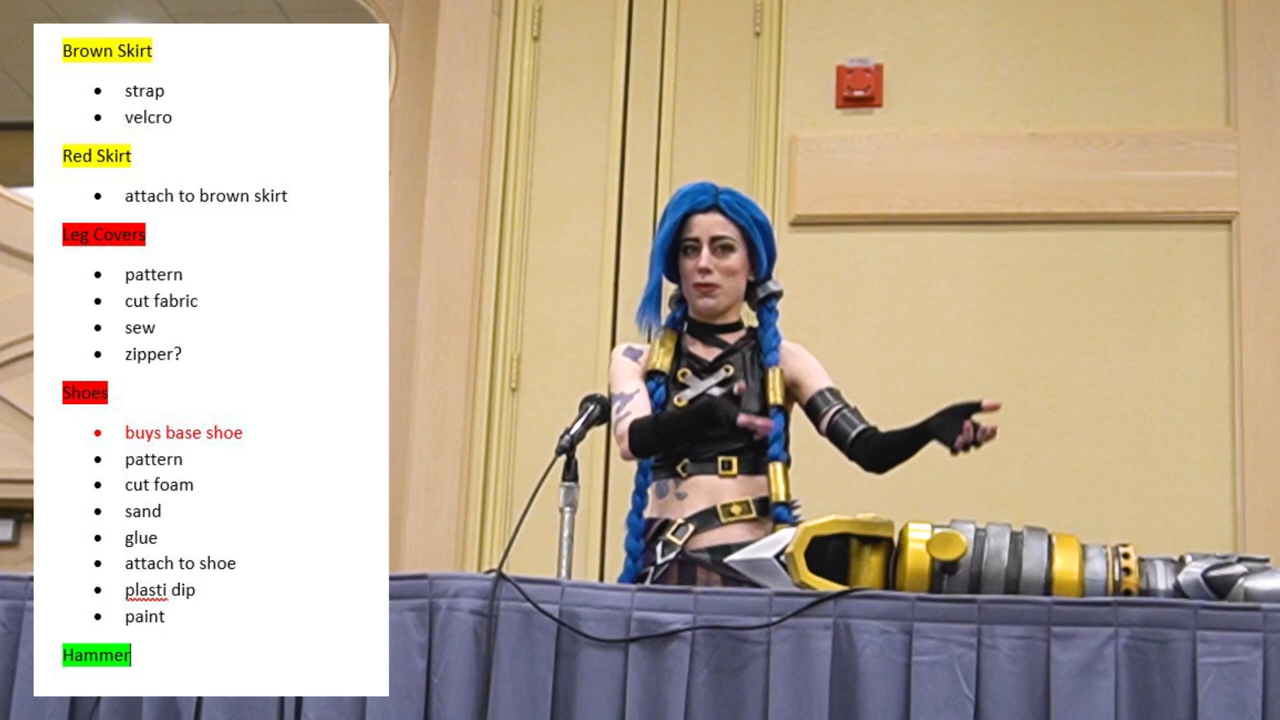 Brown Skirt
• strap
• velcro
Red Skirt
• attach to brown skirt
Leg Covers
• pattern
• cut fabric
• sew
• zipper?
Shoes
• buys base shoe
• pattern
• cut foam
• sand
• glue
• attach to shoe
• plasti dip
• paint
Hammer